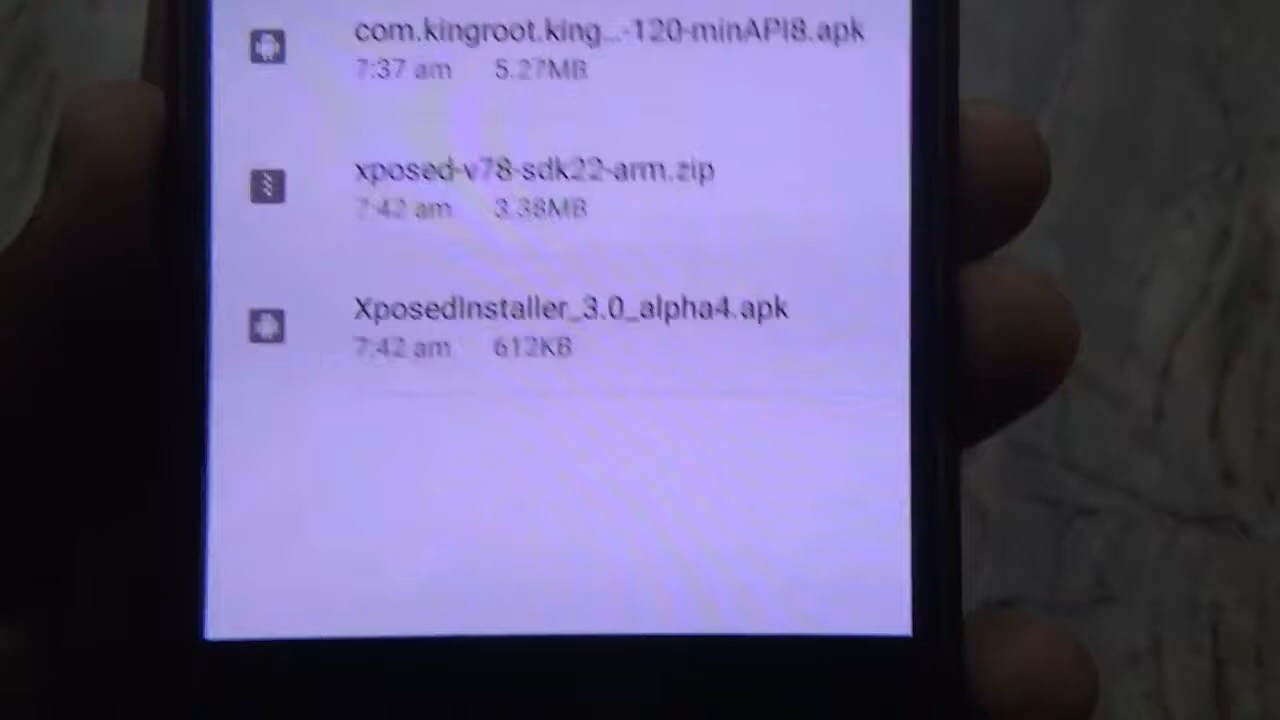 com.kingroot.king...-120-minAPI8.apk
7:37 am 5.27MB
xposed-v78-sdk22-arm.zip
7:42 am 3.38MB
XposedInstaller_3.0_alpha4.apk
7:42 am 612KB